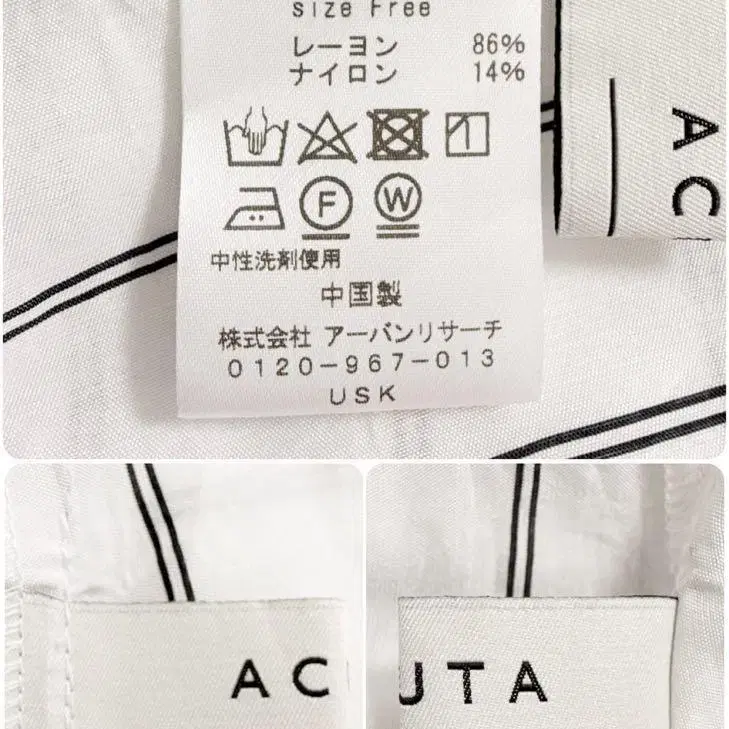 size Free
レーヨン 86%
ナイロン 14%
F
W
中性洗剤使用
中国製
株式会社 アーバンリサーチ
0120-967-013
USK
AC
AC
UTA